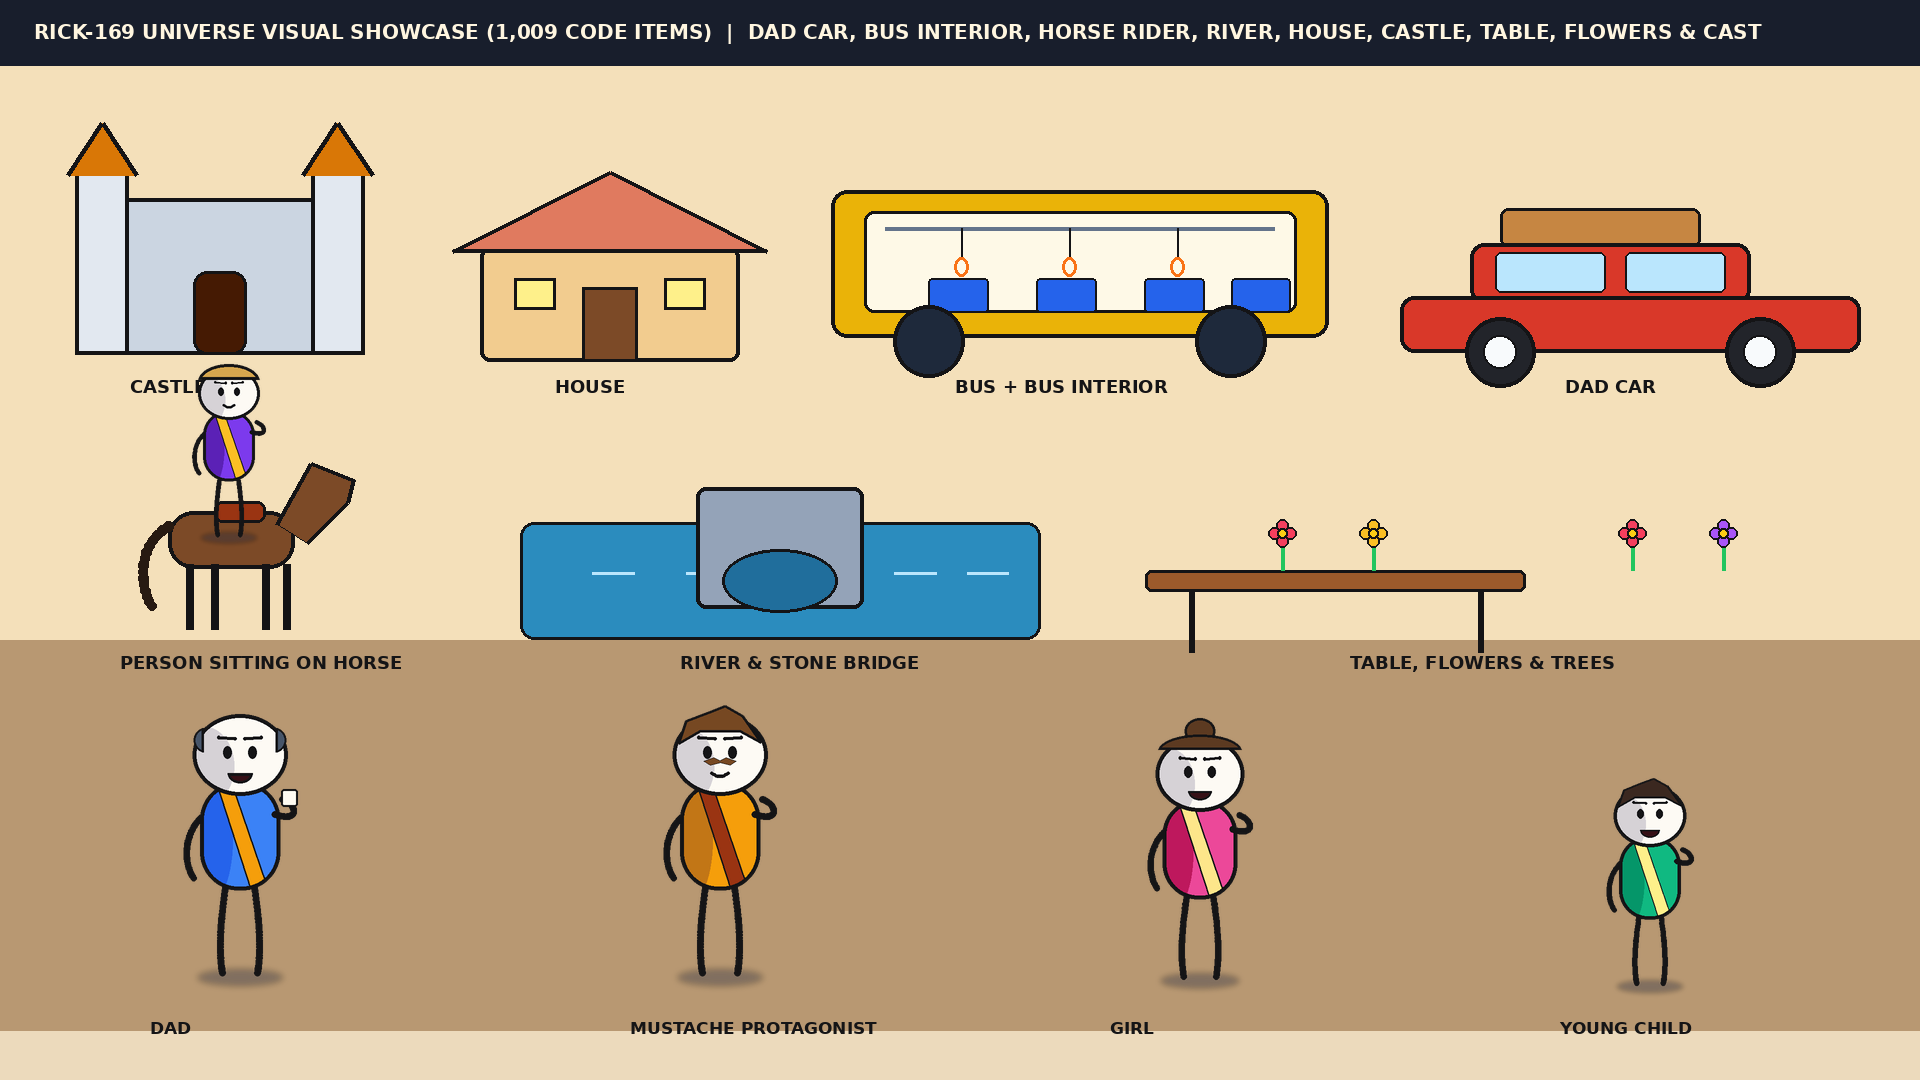 RICK-169 UNIVERSE VISUAL SHOWCASE (1,009 CODE ITEMS) | DAD CAR, BUS INTERIOR, HORSE RIDER, RIVER, HOUSE, CASTLE, TABLE, FLOWERS & CAST
CASTL
HOUSE
BUS + BUS INTERIOR
DAD CAR
PERSON SITTING ON HORSE
RIVER & STONE BRIDGE
TABLE, FLOWERS & TREES
DAD
MUSTACHE PROTAGONIST
GIRL
YOUNG CHILD